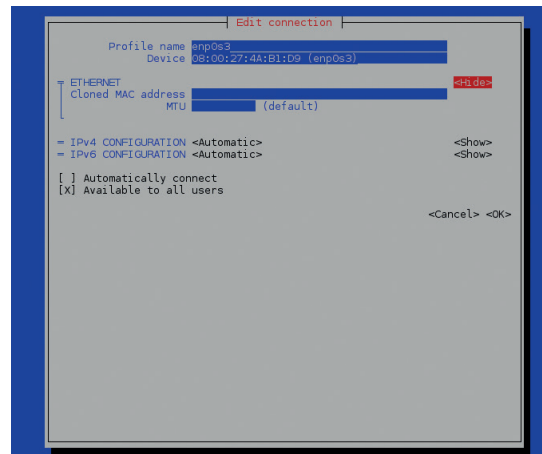 Edit connection
Profile name enp0s3
Device 08:00:27:4A:B1:D9 (enp0s3)
= ETHERNET <Hide>
Cloned MAC address
MTU (default)
= IPv4 CONFIGURATION <Automatic> <Show>
= IPv6 CONFIGURATION <Automatic> <Show>
[ ] Automatically connect
[X] Available to all users
<Cancel> <OK>